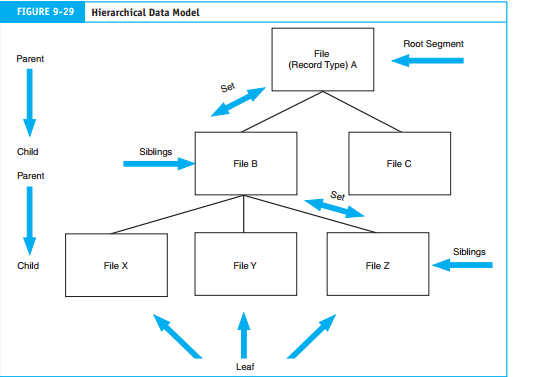 FIGURE 9-29 Hierarchical Data Model
File
(Record Type) A
Root Segment
Parent
Set
Child
Siblings
File B
File C
Parent
Set
Child
File X
File Y
File Z
Siblings
Leaf